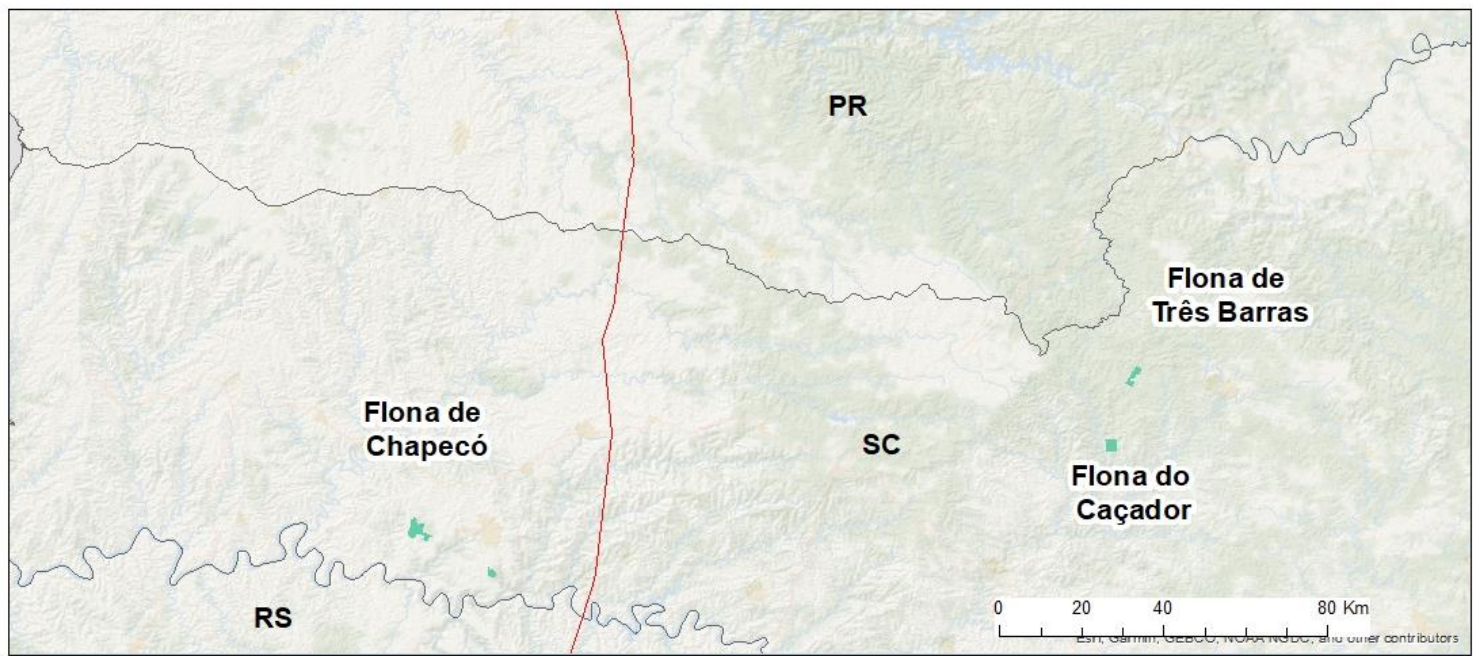 PR
Flona de
Três Barras
Flona de
Chapecó
SC
Flona do
Caçador
RS
0 20 40 80 Km
Esri, Garmin, GEBCO, NOAA NGDC, and other contributors